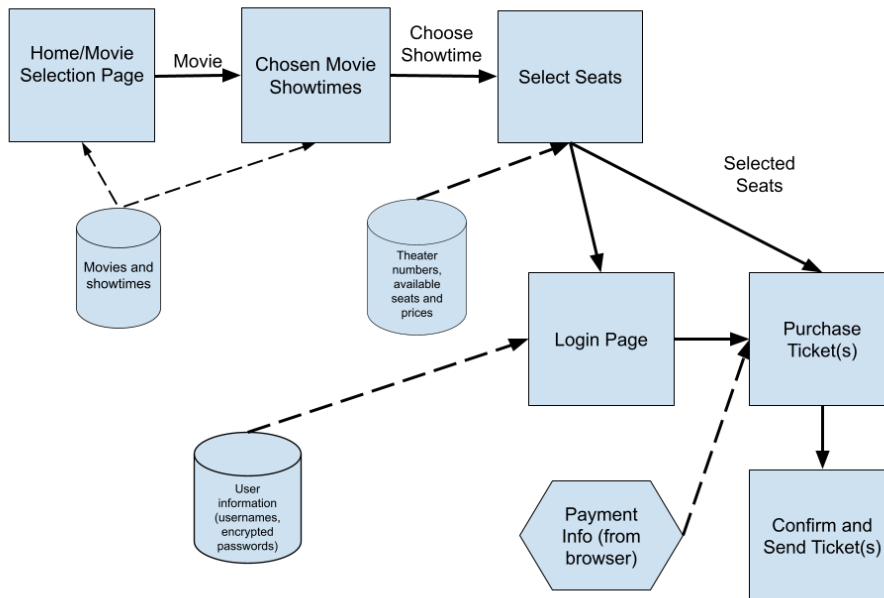 Home/Movie
Selection Page
Movie
Chosen Movie
Showtimes
Choose
Showtime
Select Seats
Selected
Seats
Movies and
showtimes
Theater
numbers,
available
seats and
prices
Login Page
Purchase
Ticket(s)
User
information
(usernames,
encrypted
passwords)
Payment
Info (from
browser)
Confirm and
Send Ticket(s)